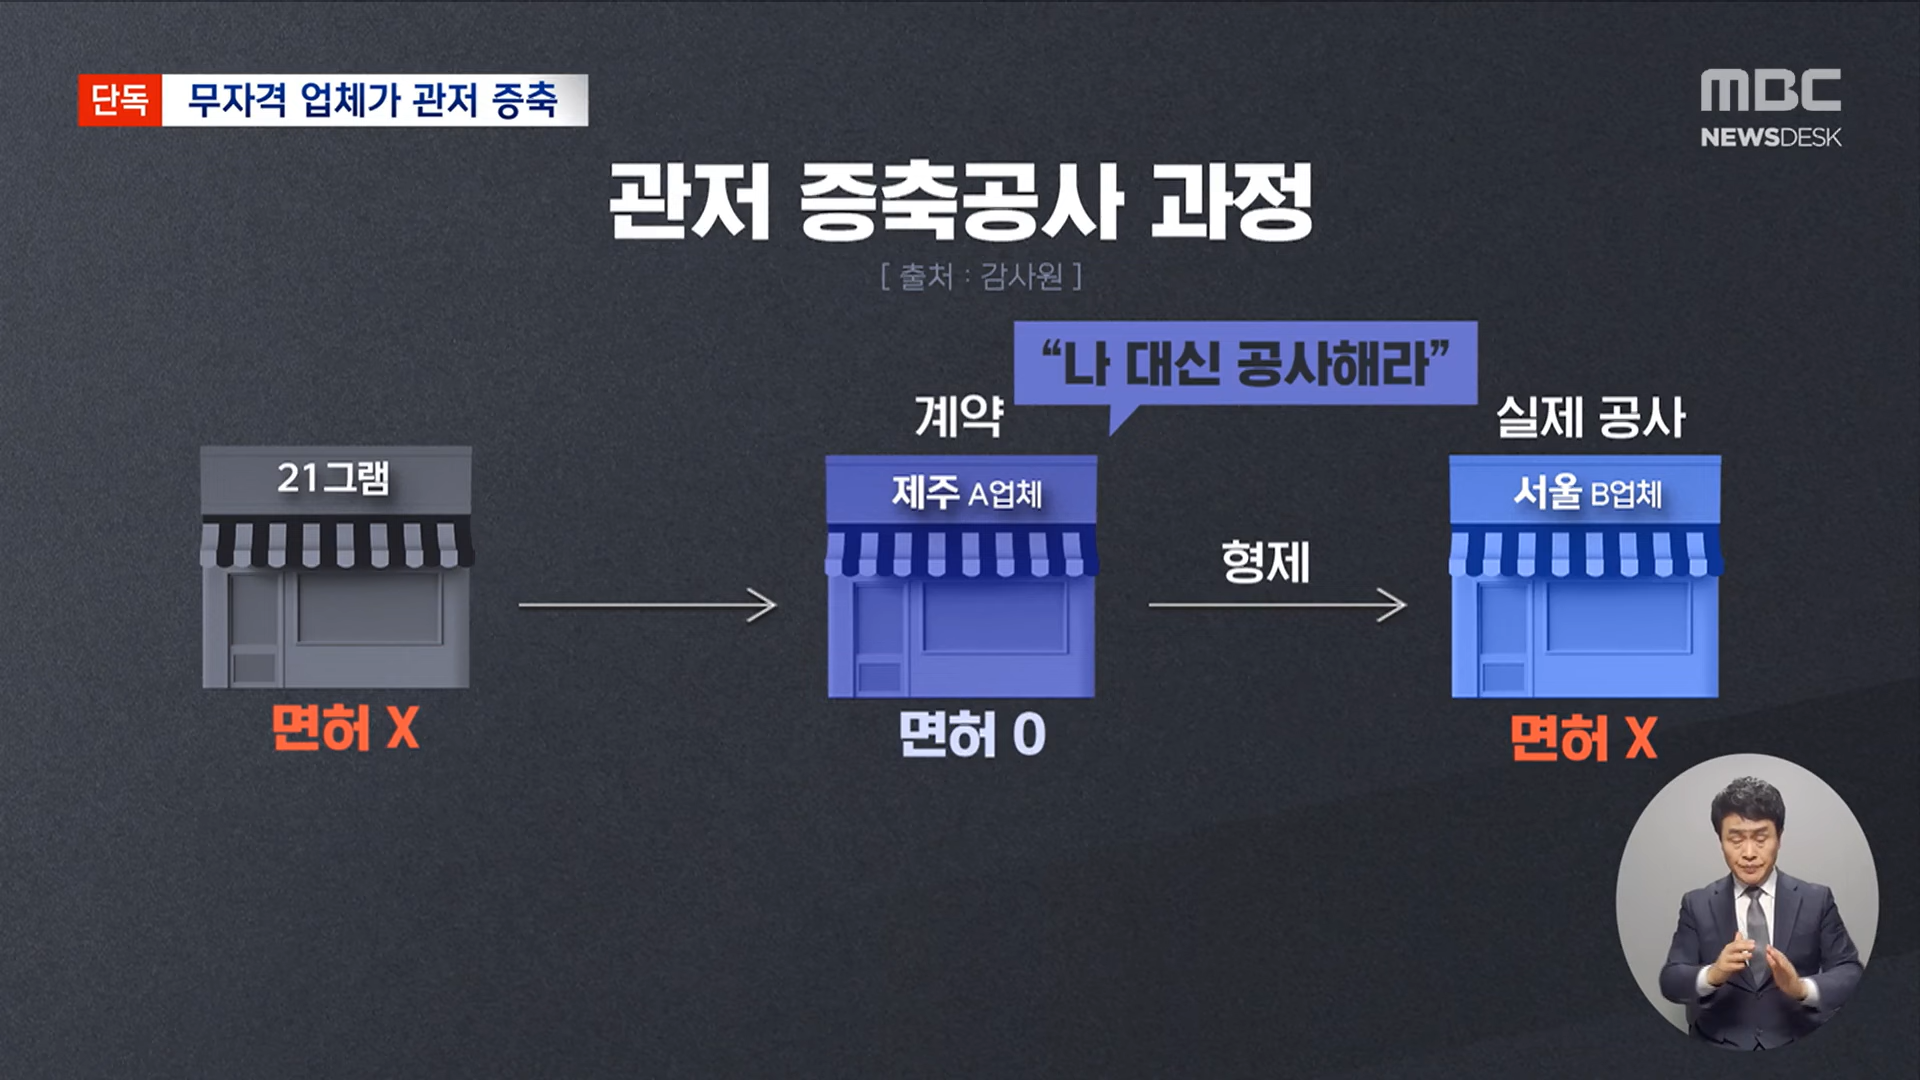 단독 무자격 업체가 관저 증축
MBC
NEWSDESK
관저 증축공사 과정
[ 출처 : 감사원 ]
“나 대신 공사해라”
계약
실제 공사
21그램
제주 A업체
서울 B업체
형제
면허 X
면허 O
면허 X